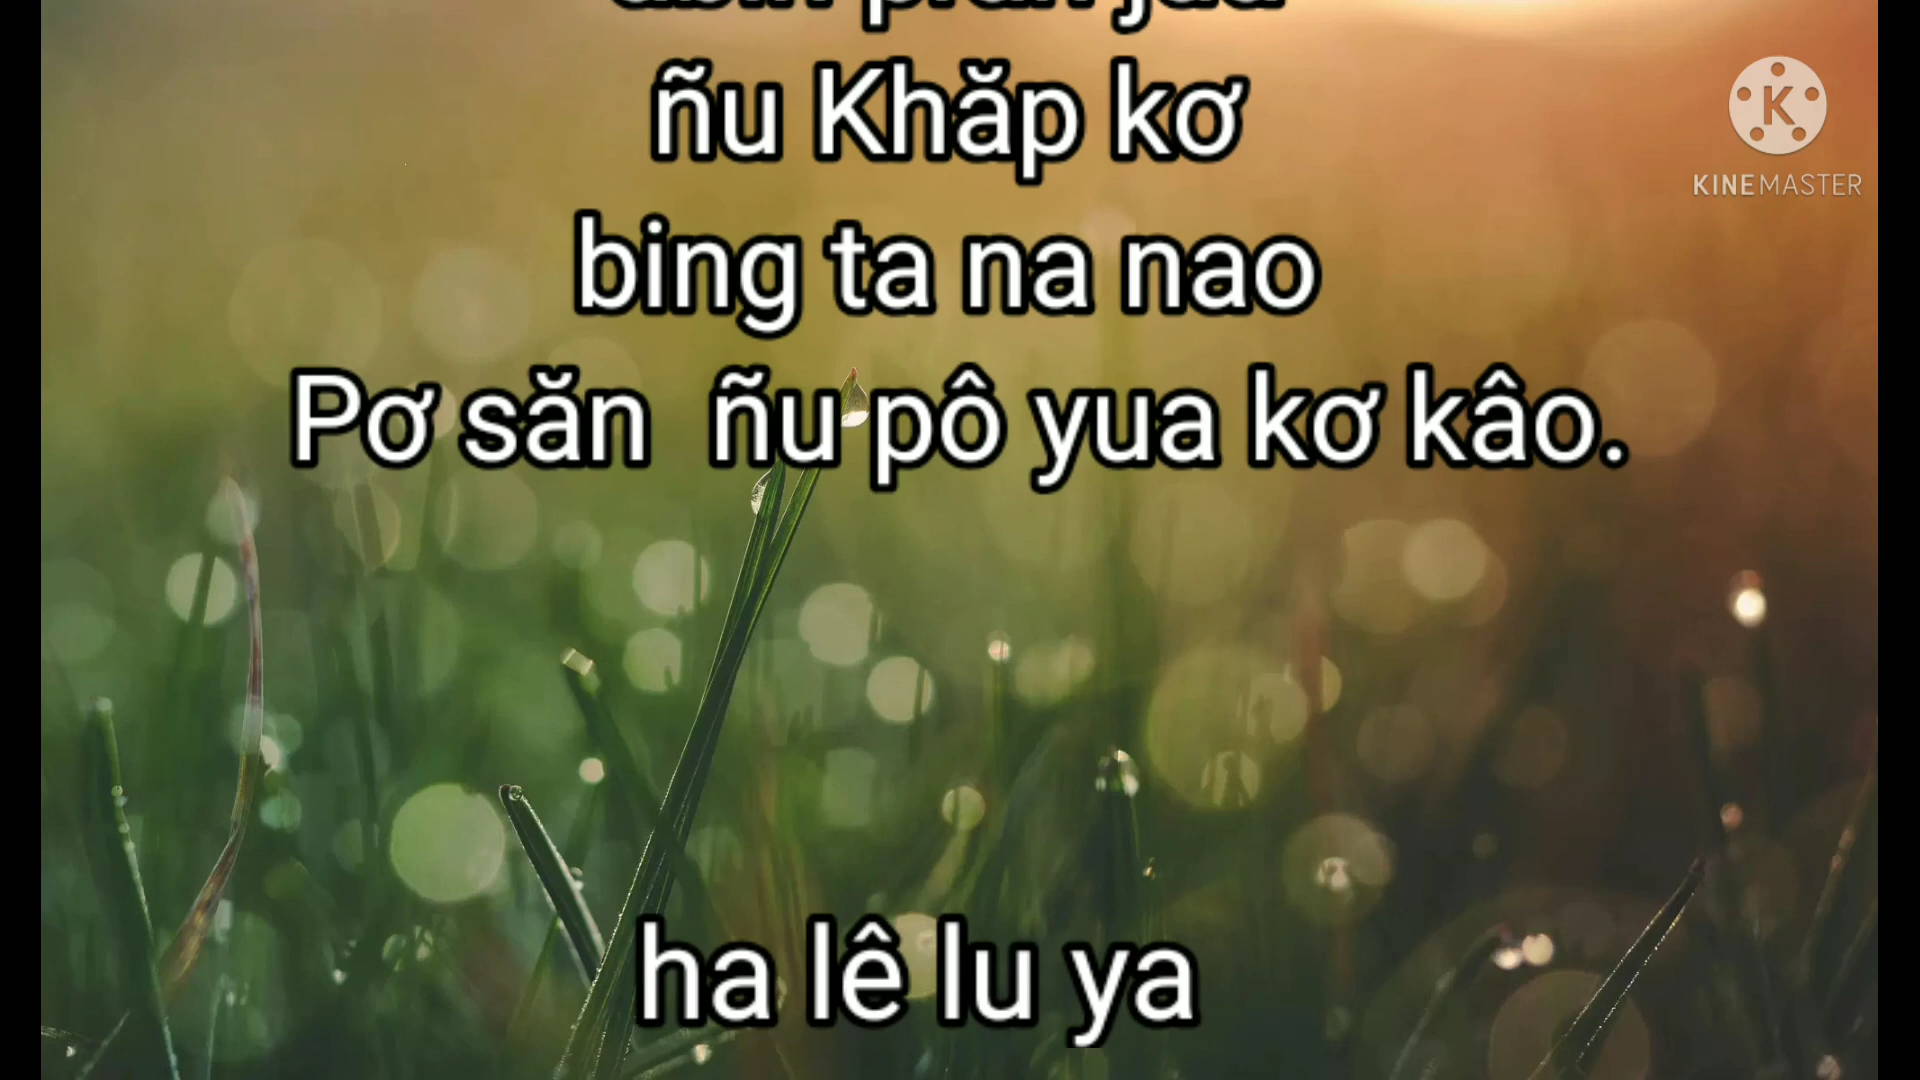 ñu Khăp kơ
bing ta na nao
Pơ săn ñu pô yua kơ kâo.
ha lê lu ya
KINEMASTER